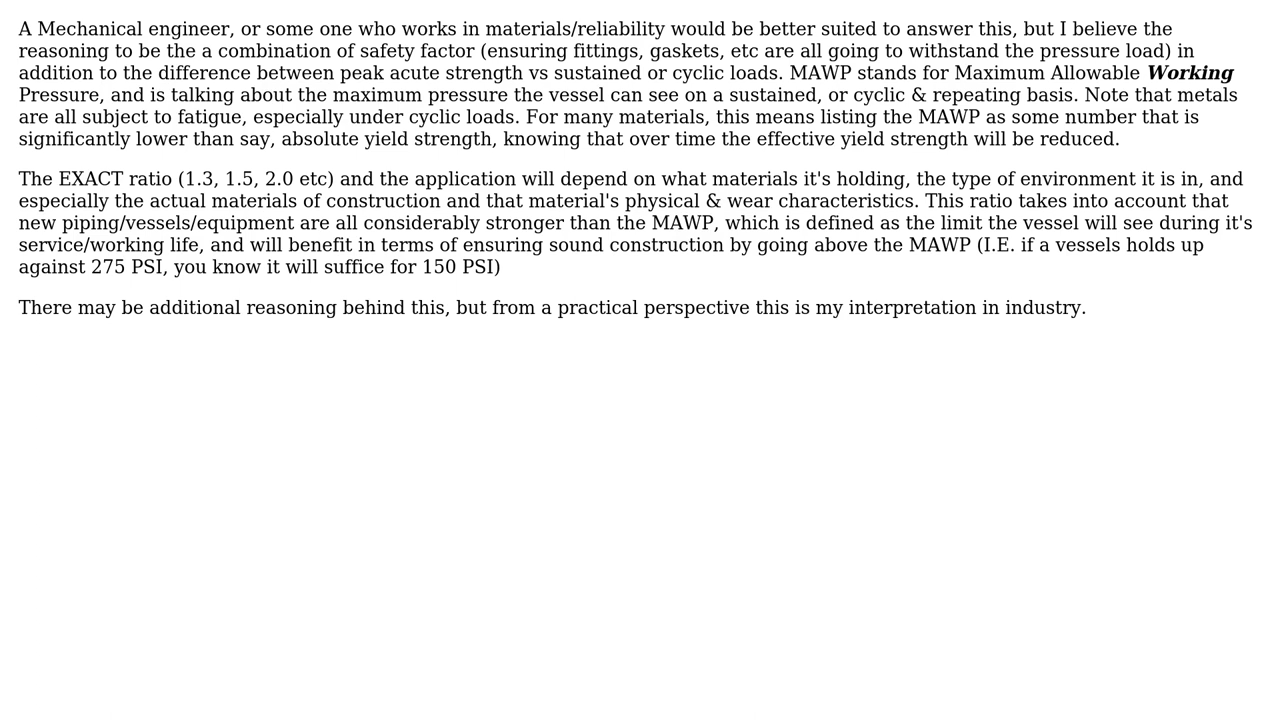 A Mechanical engineer, or some one who works in materials/reliability would be better suited to answer this, but I believe the
reasoning to be the a combination of safety factor (ensuring fittings, gaskets, etc are all going to withstand the pressure load) in
addition to the difference between peak acute strength vs sustained or cyclic loads. MAWP stands for Maximum Allowable Working
Pressure, and is talking about the maximum pressure the vessel can see on a sustained, or cyclic & repeating basis. Note that metals
are all subject to fatigue, especially under cyclic loads. For many materials, this means listing the MAWP as some number that is
significantly lower than say, absolute yield strength, knowing that over time the effective yield strength will be reduced.
The EXACT ratio (1.3, 1.5, 2.0 etc) and the application will depend on what materials it's holding, the type of environment it is in, and
especially the actual materials of construction and that material's physical & wear characteristics. This ratio takes into account that
new piping/vessels/equipment are all considerably stronger than the MAWP, which is defined as the limit the vessel will see during it's
service/working life, and will benefit in terms of ensuring sound construction by going above the MAWP (I.E. if a vessels holds up
against 275 PSI, you know it will suffice for 150 PSI)
There may be additional reasoning behind this, but from a practical perspective this is my interpretation in industry.